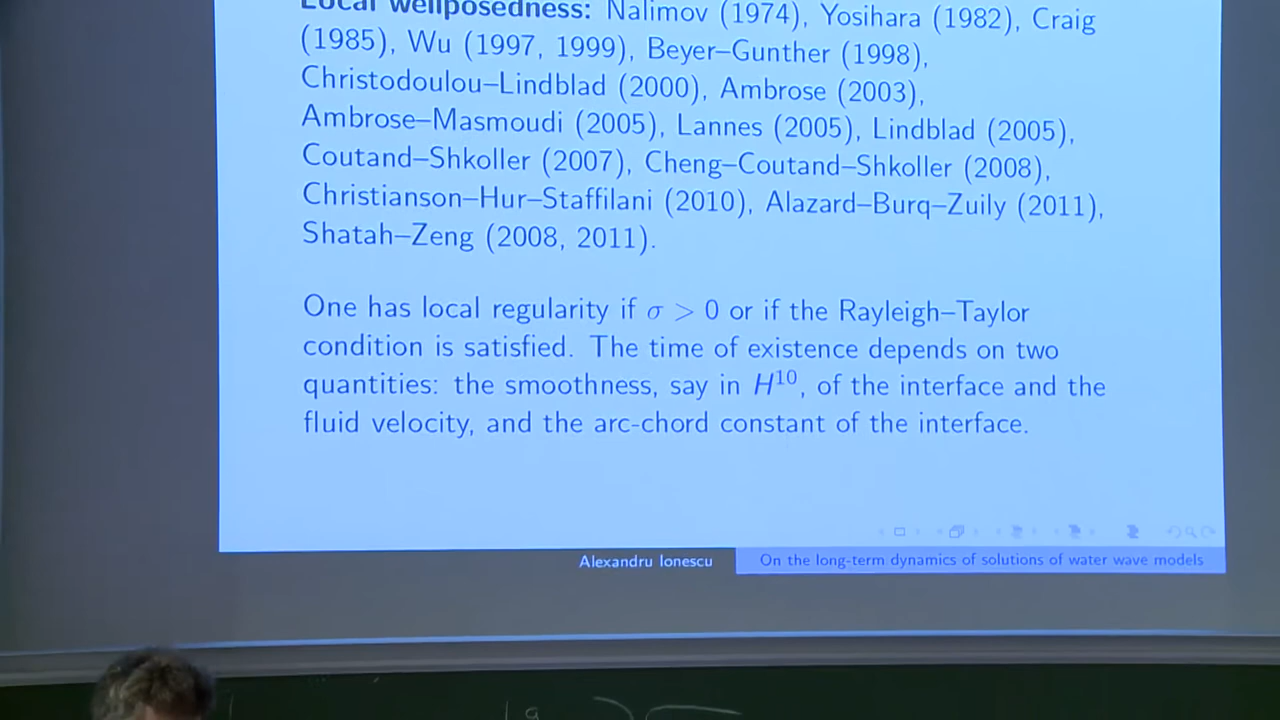 Local wellposedness: Nalimov (1974), Yosihara (1982), Craig
(1985), Wu (1997, 1999), Beyer–Gunther (1998),
Christodoulou–Lindblad (2000), Ambrose (2003),
Ambrose–Masmoudi (2005), Lannes (2005), Lindblad (2005),
Coutand–Shkoller (2007), Cheng–Coutand–Shkoller (2008),
Christianson–Hur–Staffilani (2010), Alazard–Burq–Zuily (2011),
Shatah–Zeng (2008, 2011).
One has local regularity if σ > 0 or if the Rayleigh–Taylor
condition is satisfied. The time of existence depends on two
quantities: the smoothness, say in H¹⁰, of the interface and the
fluid velocity, and the arc-chord constant of the interface.
Alexandru Ionescu
On the long-term dynamics of solutions of water wave models